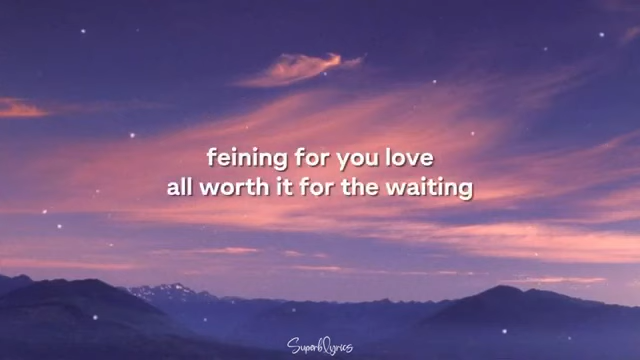 feining for you love
all worth it for the waiting
Superblyrics